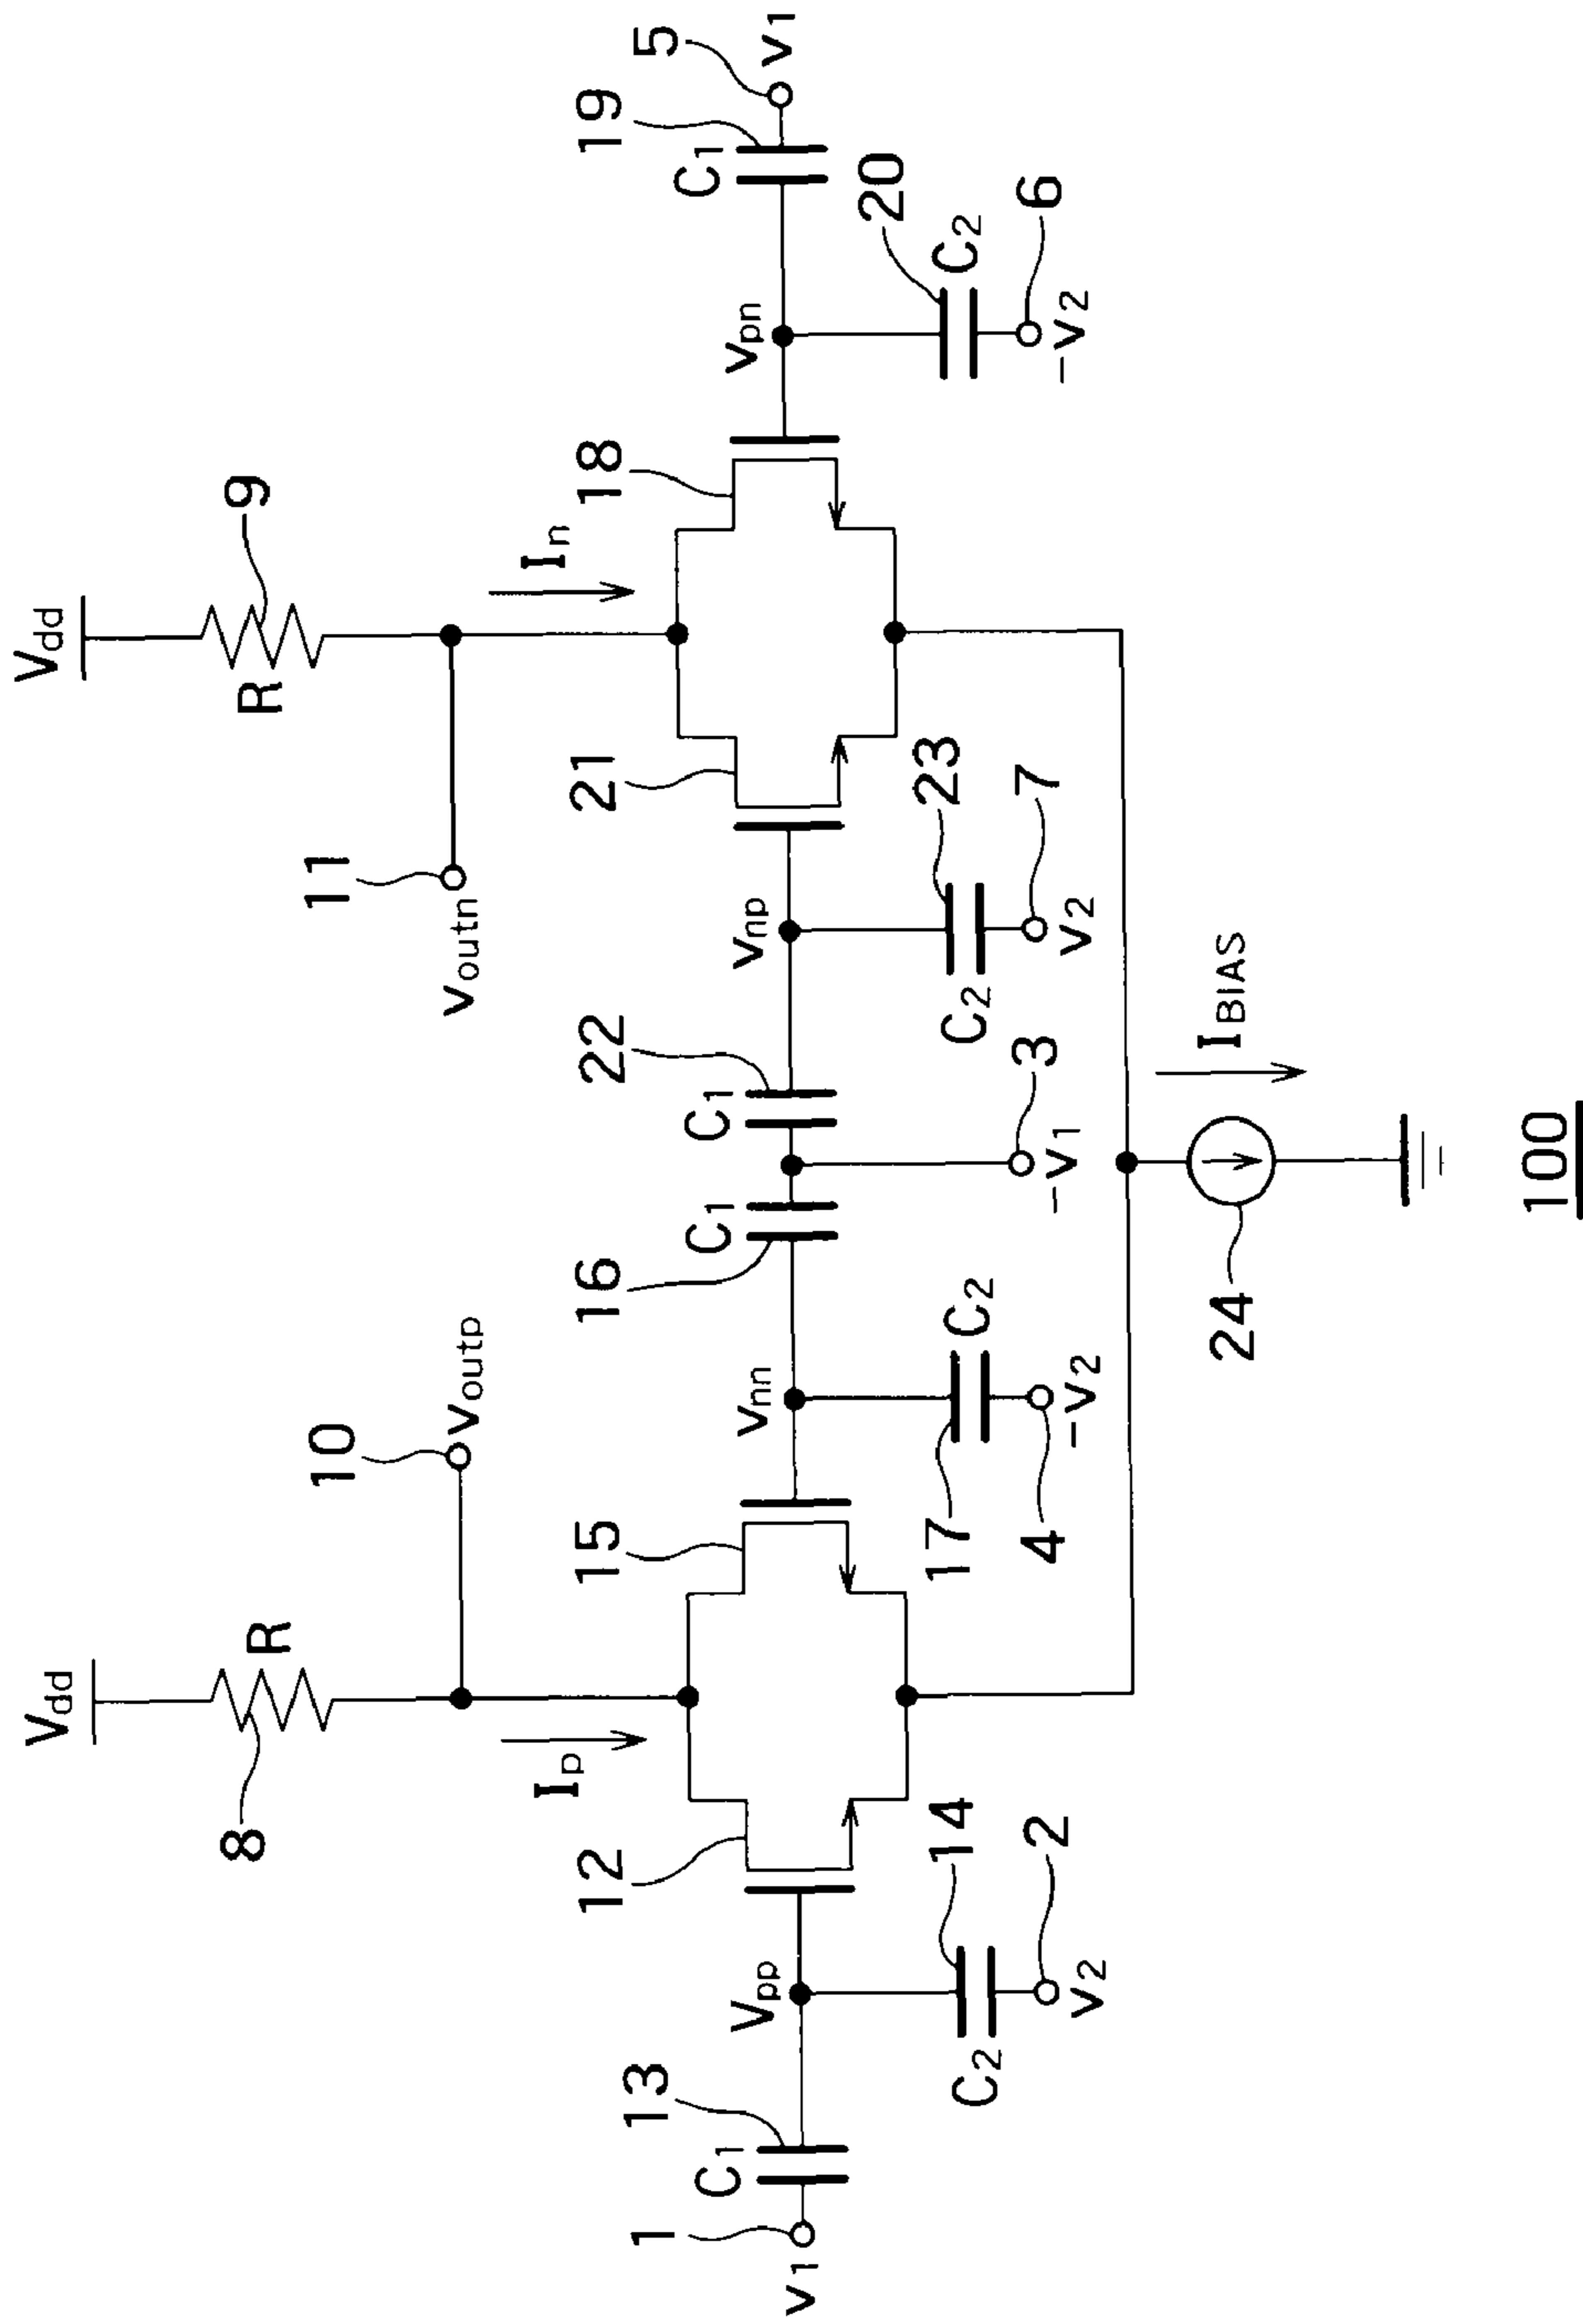 Vdd
Vdd
8
R
R
9
10
voutp
11
voutn
Ip
In
12
15
21
18
13
C1
16
C1
C1
22
C1
19
1
v1
Vpp
vnn
vnp
vpn
5
v1
C2
14
2
v2
17
C2
4
-v2
3
-v1
C2
23
7
v2
20
C2
6
-v2
24
IBIAS
100